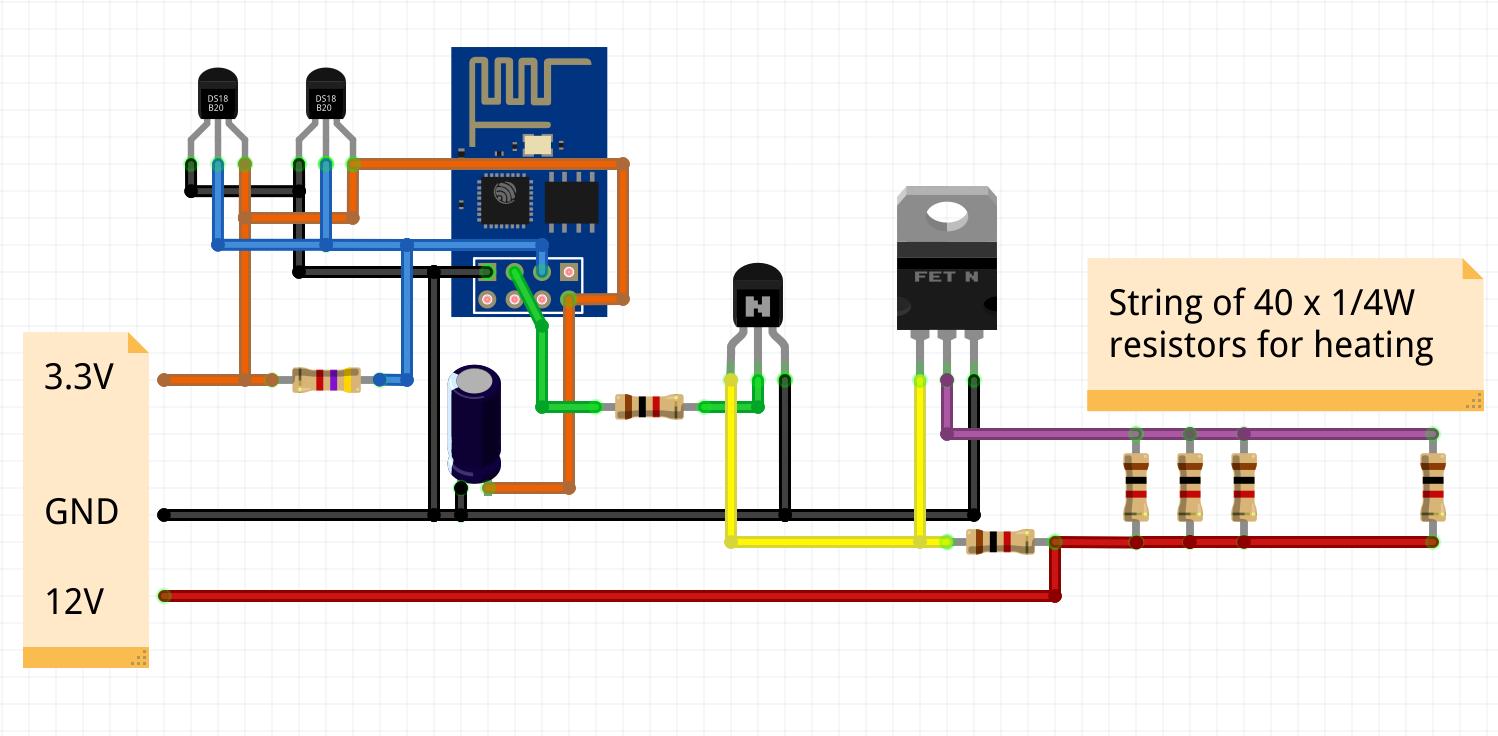 DS18
B20
DS18
B20
N
FET N
String of 40 x 1/4W
resistors for heating
3.3V
GND
12V